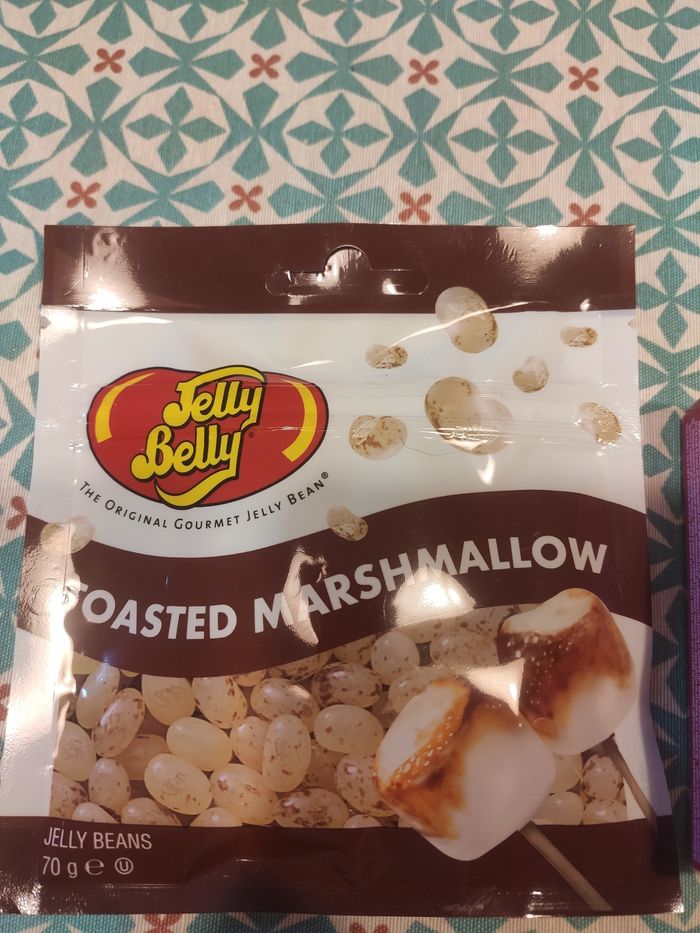 Jelly
Belly®
THE ORIGINAL GOURMET JELLY BEAN®
TOASTED MARSHMALLOW
JELLY BEANS
70 g ℮ Ⓤ